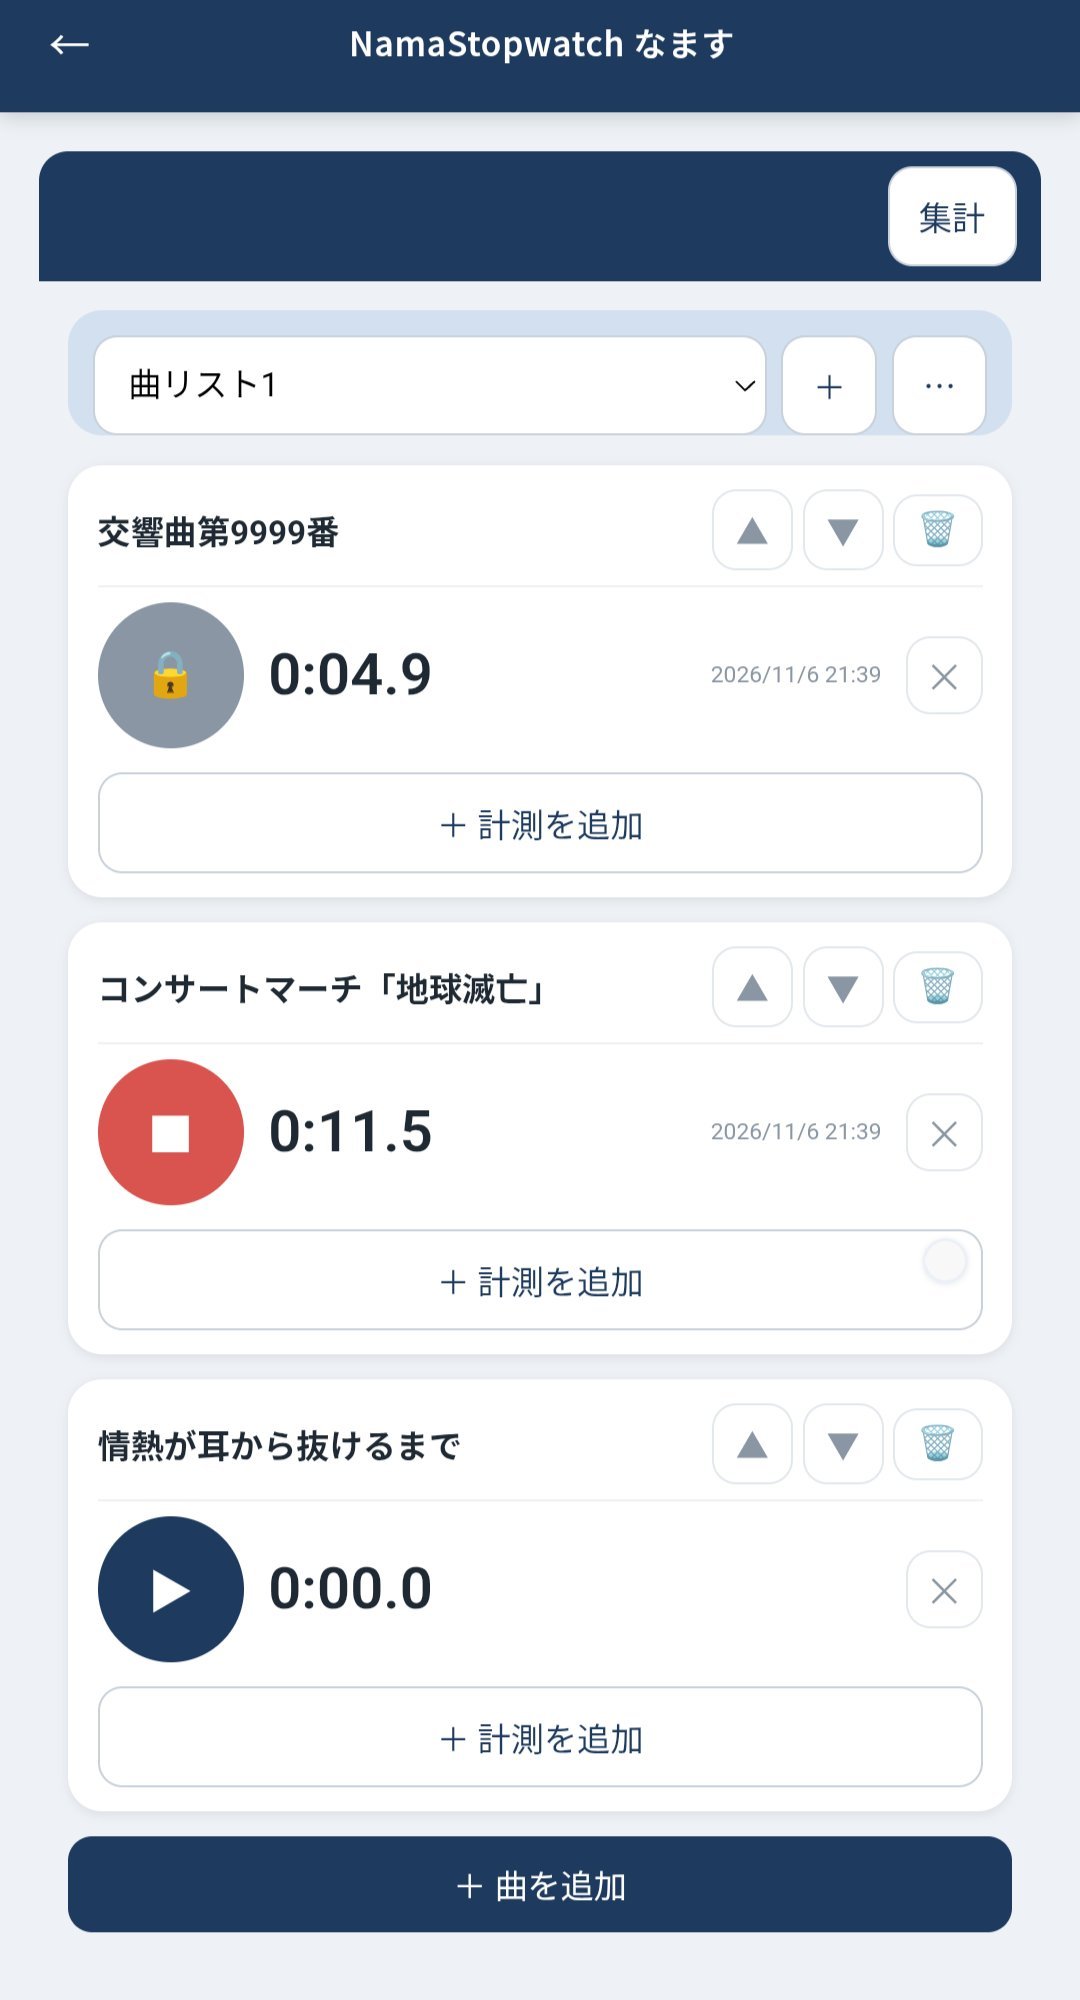 ← NamaStopwatch なます
集計
曲リスト1 + …
交響曲第9999番 ▲ ▼
0:04.9 2026/11/6 21:39 ×
+ 計測を追加
コンサートマーチ「地球滅亡」 ▲ ▼
0:11.5 2026/11/6 21:39 ×
+ 計測を追加
情熱が耳から抜けるまで ▲ ▼
0:00.0 ×
+ 計測を追加
+ 曲を追加